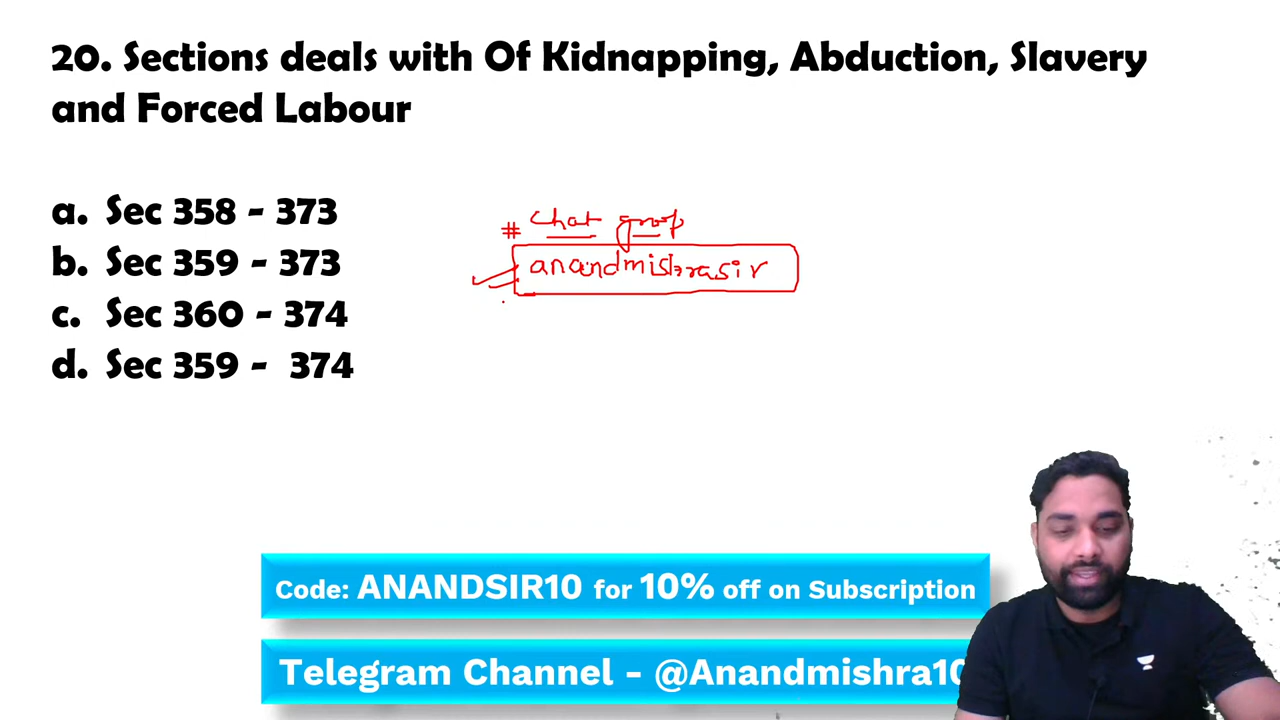 20. Sections deals with Of Kidnapping, Abduction, Slavery
and Forced Labour
a. Sec 358 - 373
b. Sec 359 - 373
c. Sec 360 - 374
d. Sec 359 - 374
# Chat group
anandmishrasir
Code: ANANDSIR10 for 10% off on Subscription
Telegram Channel - @Anandmishra10